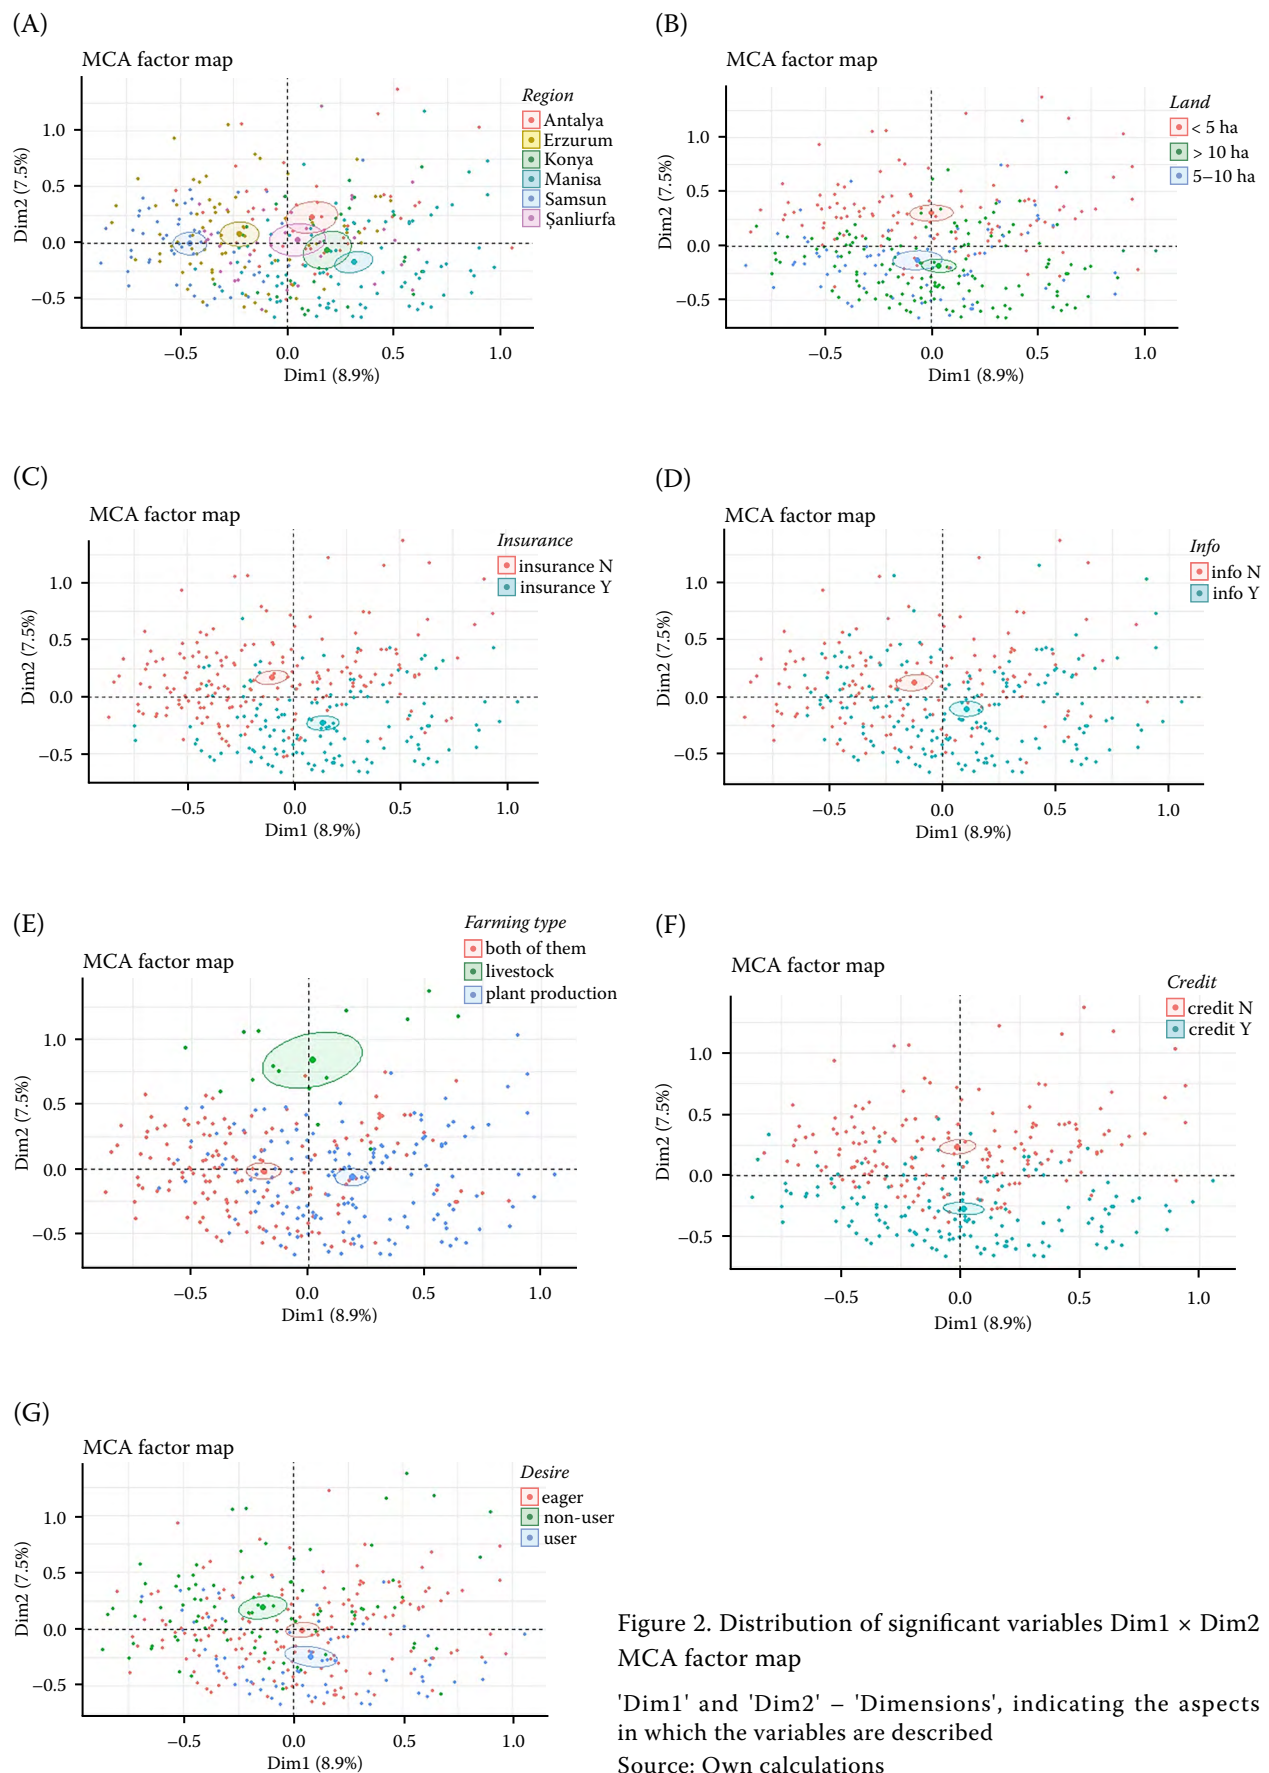 (A)
MCA factor map
Dim2 (7.5%)
1.0
0.5
0.0
−0.5
−0.5 0.0 0.5 1.0
Dim1 (8.9%)
Region
Antalya
Erzurum
Konya
Manisa
Samsun
Şanliurfa
(B)
MCA factor map
Dim2 (7.5%)
1.0
0.5
0.0
−0.5
−0.5 0.0 0.5 1.0
Dim1 (8.9%)
Land
< 5 ha
> 10 ha
5–10 ha
(C)
MCA factor map
Dim2 (7.5%)
1.0
0.5
0.0
−0.5
−0.5 0.0 0.5 1.0
Dim1 (8.9%)
Insurance
insurance N
insurance Y
(D)
MCA factor map
Dim2 (7.5%)
1.0
0.5
0.0
−0.5
−0.5 0.0 0.5 1.0
Dim1 (8.9%)
Info
info N
info Y
(E)
MCA factor map
Dim2 (7.5%)
1.0
0.5
0.0
−0.5
−0.5 0.0 0.5 1.0
Dim1 (8.9%)
Farming type
both of them
livestock
plant production
(F)
MCA factor map
Dim2 (7.5%)
1.0
0.5
0.0
−0.5
−0.5 0.0 0.5 1.0
Dim1 (8.9%)
Credit
credit N
credit Y
(G)
MCA factor map
Dim2 (7.5%)
1.0
0.5
0.0
−0.5
−0.5 0.0 0.5 1.0
Dim1 (8.9%)
Desire
eager
non-user
user
Figure 2. Distribution of significant variables Dim1 × Dim2
MCA factor map
'Dim1' and 'Dim2' – 'Dimensions', indicating the aspects
in which the variables are described
Source: Own calculations